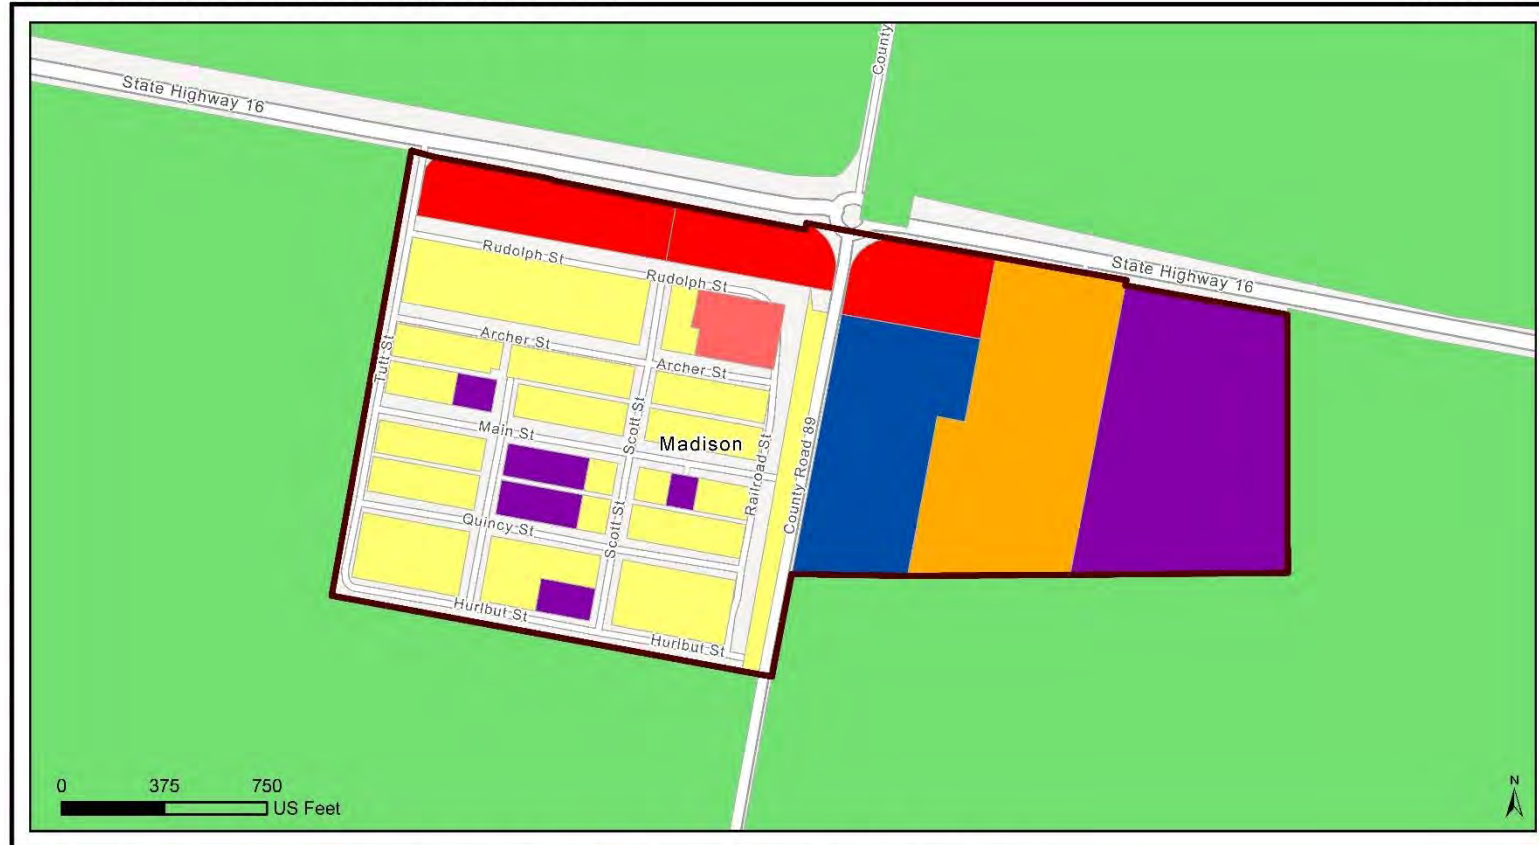 County
State Highway 16
State Highway 16
Rudolph St
Rudolph St
Archer St
Archer St
Tutt St
Scott St
Main St
Madison
Railroad St
County Road 89
Quincy St
Scott St
Hurlbut St
Hurlbut St
0 375 750
US Feet
N